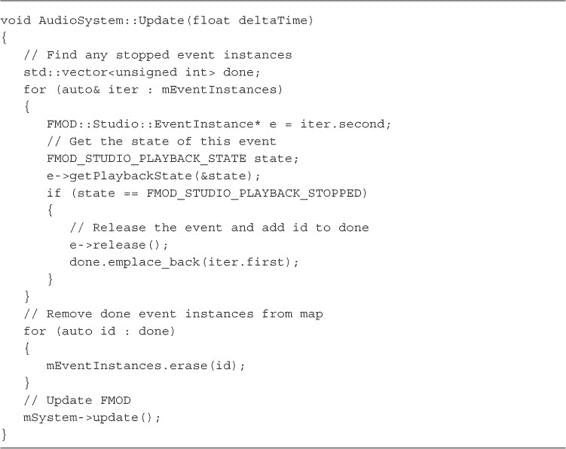 void AudioSystem::Update(float deltaTime)
{
   // Find any stopped event instances
   std::vector<unsigned int> done;
   for (auto& iter : mEventInstances)
   {
      FMOD::Studio::EventInstance* e = iter.second;
      // Get the state of this event
      FMOD_STUDIO_PLAYBACK_STATE state;
      e->getPlaybackState(&state);
      if (state == FMOD_STUDIO_PLAYBACK_STOPPED)
      {
         // Release the event and add id to done
         e->release();
         done.emplace_back(iter.first);
      }
   }
   // Remove done event instances from map
   for (auto id : done)
   {
      mEventInstances.erase(id);
   }
   // Update FMOD
   mSystem->update();
}